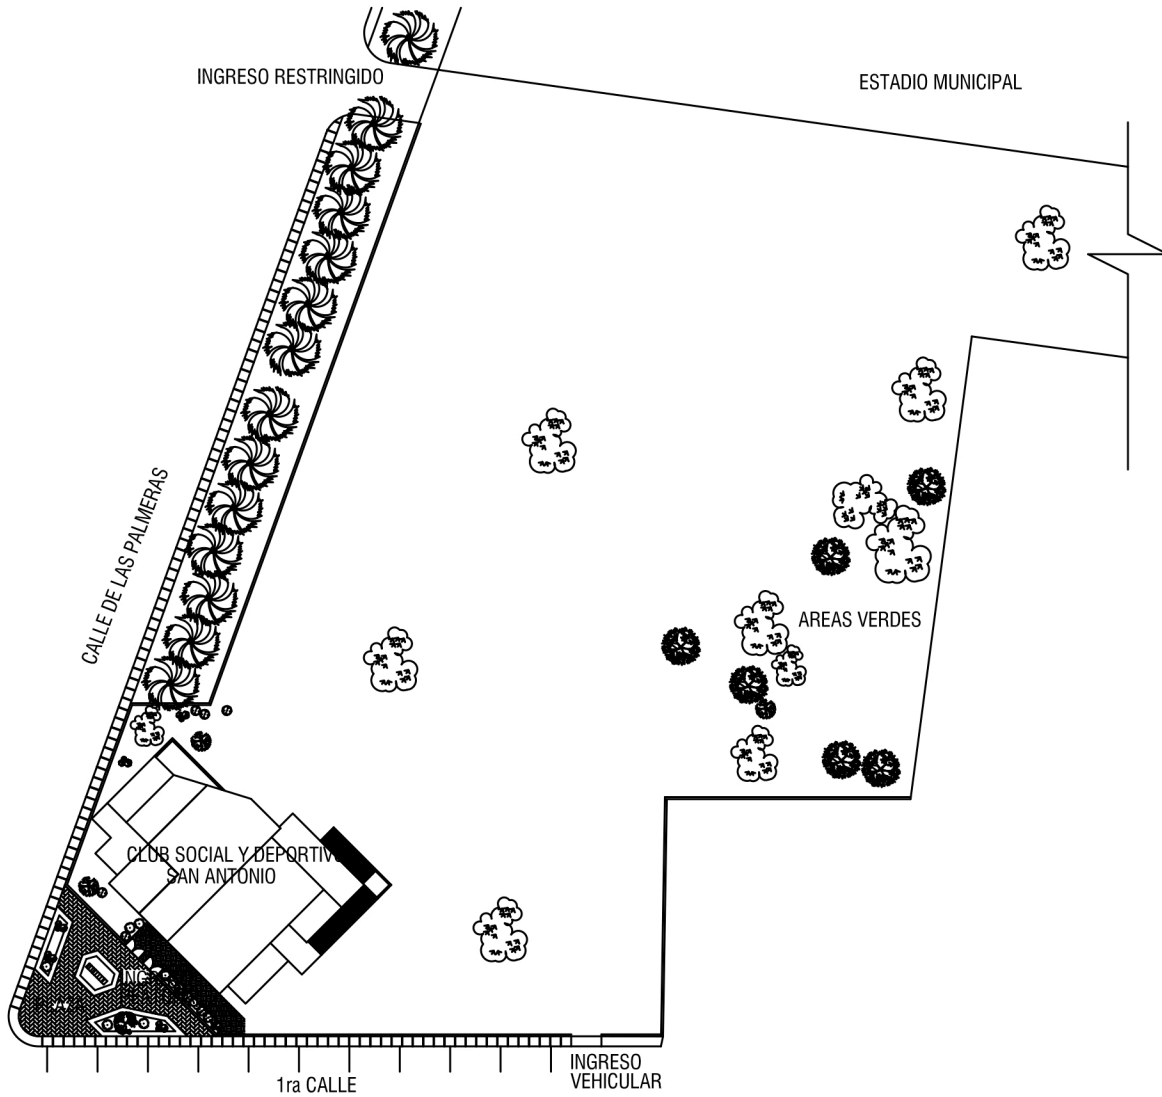 INGRESO RESTRINGIDO
ESTADIO MUNICIPAL
CALLE DE LAS PALMERAS
AREAS VERDES
CLUB SOCIAL Y DEPORTIVO
SAN ANTONIO
INGRESO
VEHICULAR
1ra CALLE